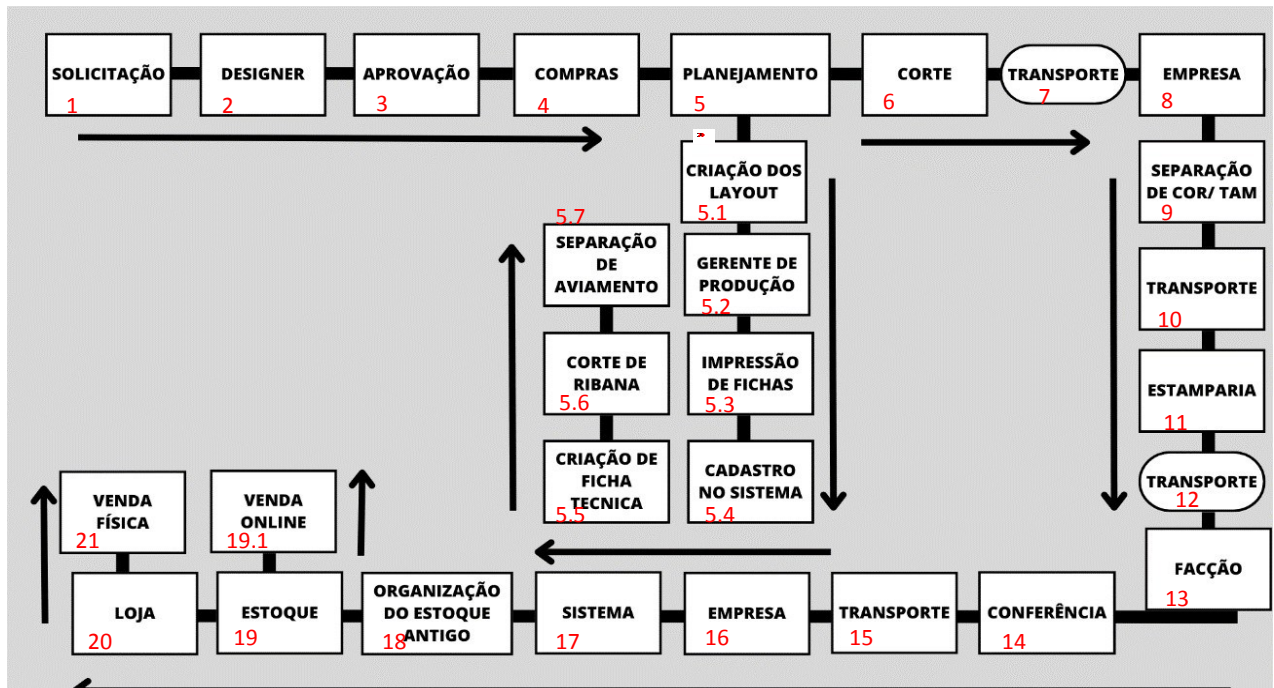 SOLICITAÇÃO
1
DESIGNER
2
APROVAÇÃO
3
COMPRAS
4
PLANEJAMENTO
5
CORTE
6
TRANSPORTE
7
EMPRESA
8
CRIAÇÃO DOS
LAYOUT
5.1
GERENTE DE
PRODUÇÃO
5.2
IMPRESSÃO
DE FICHAS
5.3
CADASTRO
NO SISTEMA
5.4
CRIAÇÃO DE
FICHA
TECNICA
5.5
CORTE DE
RIBANA
5.6
5.7
SEPARAÇÃO
DE
AVIAMENTO
SEPARAÇÃO
DE COR/ TAM
9
TRANSPORTE
10
ESTAMPARIA
11
TRANSPORTE
12
FACÇÃO
13
CONFERÊNCIA
14
TRANSPORTE
15
EMPRESA
16
SISTEMA
17
ORGANIZAÇÃO
DO ESTOQUE
ANTIGO
18
ESTOQUE
19
VENDA
ONLINE
19.1
LOJA
20
VENDA
FÍSICA
21